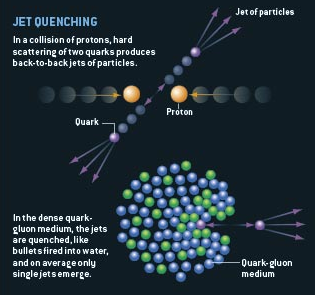 JET QUENCHING
In a collision of protons, hard
scattering of two quarks produces
back-to-back jets of particles.
Jet of particles
Quark
Proton
In the dense quark-
gluon medium, the jets
are quenched, like
bullets fired into water,
and on average only
single jets emerge.
Quark-gluon
medium